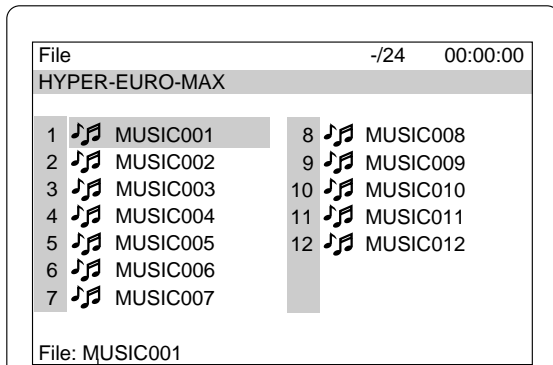 File -/24 00:00:00
HYPER-EURO-MAX
1 MUSIC001
2 MUSIC002
3 MUSIC003
4 MUSIC004
5 MUSIC005
6 MUSIC006
7 MUSIC007
8 MUSIC008
9 MUSIC009
10 MUSIC010
11 MUSIC011
12 MUSIC012
File: MUSIC001